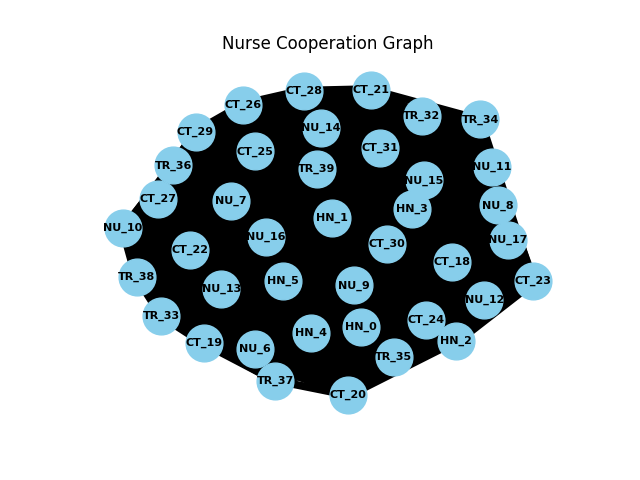 Nurse Cooperation Graph
CT_28
CT_21
CT_26
TR_32
TR_34
NU_14
CT_29
CT_31
CT_25
TR_36
NU_11
TR_39
NU_15
CT_27
NU_7
NU_8
HN_3
HN_1
NU_10
NU_16
NU_17
CT_30
CT_22
CT_18
TR_38
HN_5
CT_23
NU_9
NU_13
NU_12
TR_33
CT_24
HN_0
HN_4
HN_2
CT_19
NU_6
TR_35
TR_37
CT_20